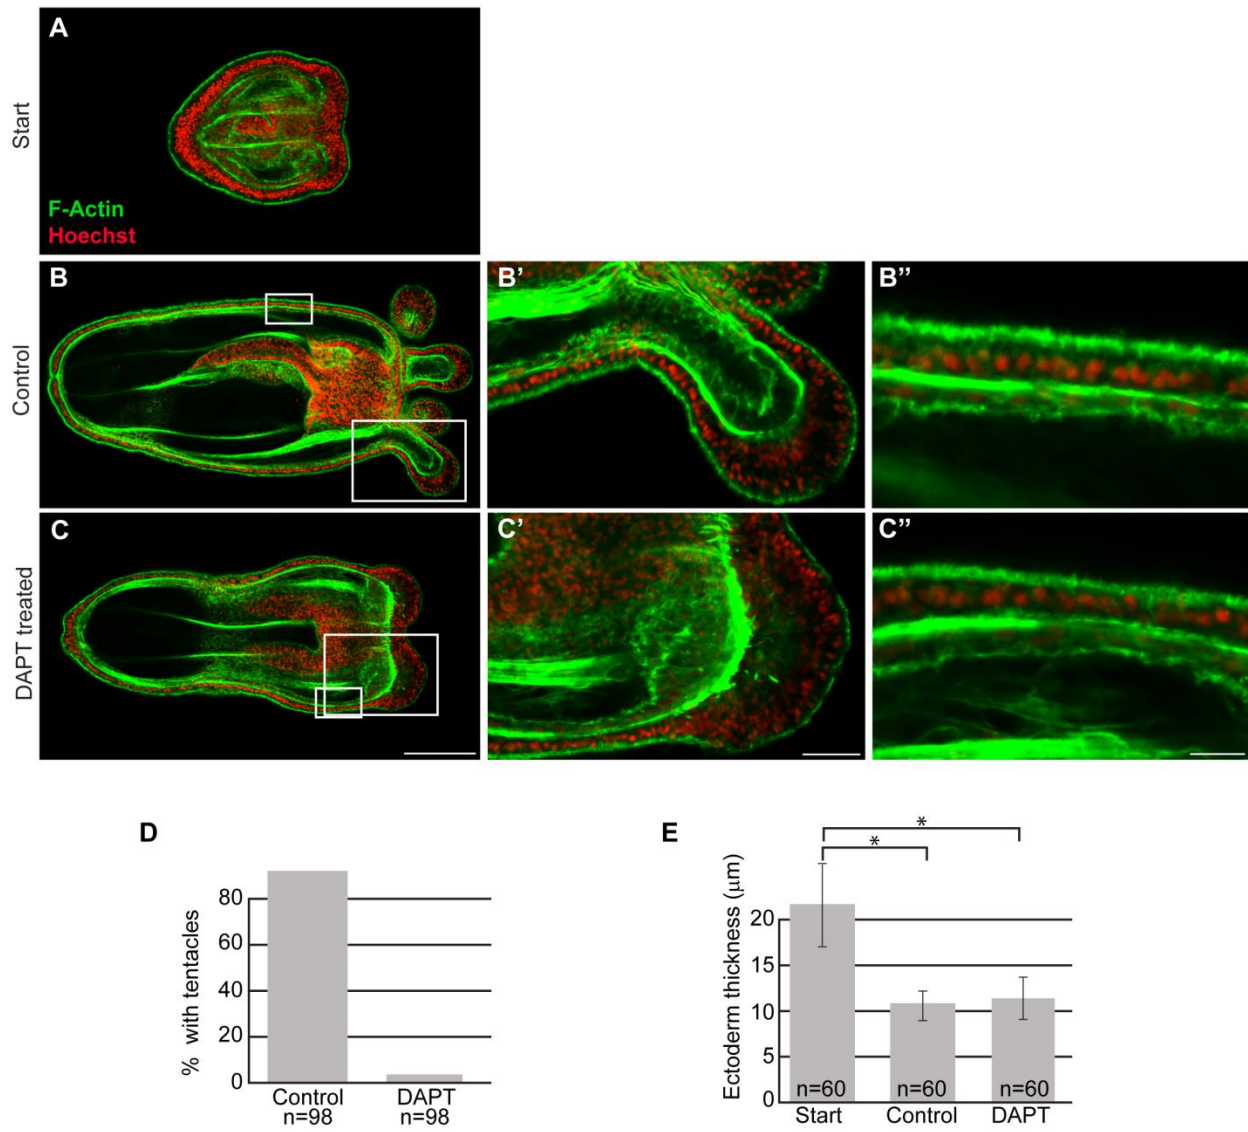 A
Start
F-Actin
Hoechst
B
B'
B"
Control
C
C'
C"
DAPT treated
D
% with tentacles
80
60
40
20
0
Control
DAPT
n=98
n=98
E
*
*
Ectoderm thickness (μm)
20
15
10
5
0
n=60
n=60
n=60
Start
Control
DAPT